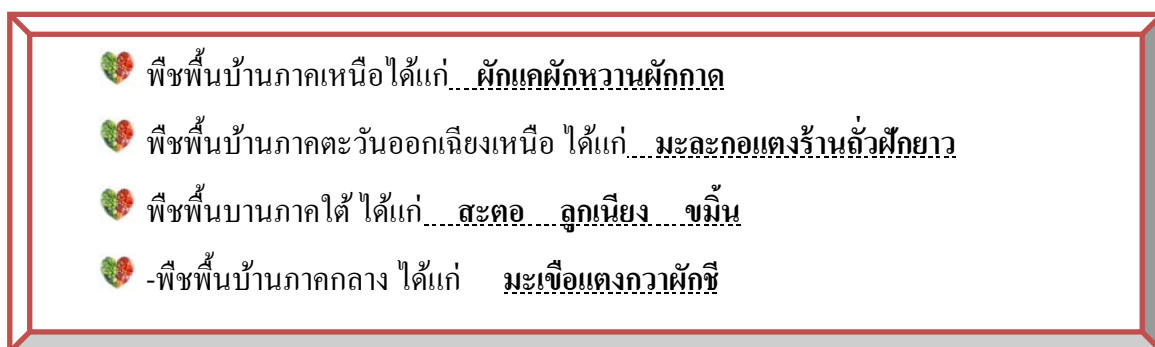 พืชพื้นบ้านภาคเหนือได้แก่ ผักแคผักหวานผักกาด
พืชพื้นบ้านภาคตะวันออกเฉียงเหนือ ได้แก่ มะละกอแตงร้านถั่วฝักยาว
พืชพื้นบานภาคใต้ ได้แก่ สะตอ ลูกเนียง ขมิ้น
-พืชพื้นบ้านภาคกลาง ได้แก่ มะเขือแตงกวาผักชี